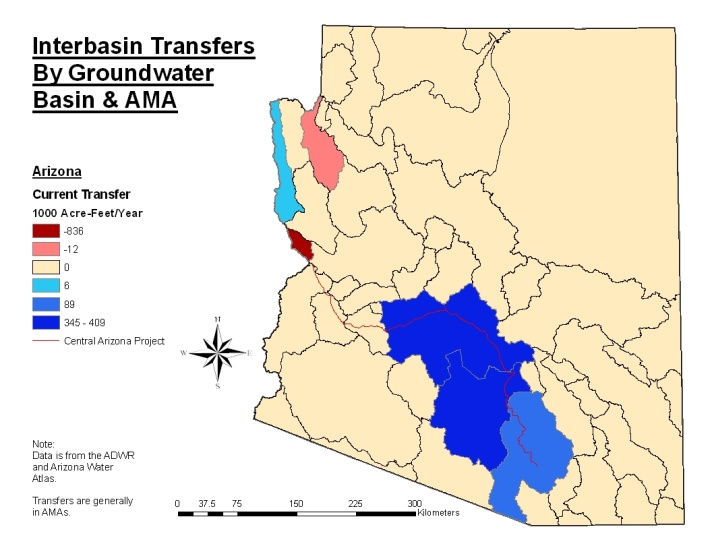 Interbasin Transfers
By Groundwater
Basin & AMA
Arizona
Current Transfer
1000 Acre-Feet/Year
-836
-12
0
6
89
345 - 409
Central Arizona Project
N
W
E
S
Note:
Data is from the ADWR
and Arizona Water
Atlas.
Transfers are generally
in AMAs.
0 37.5 75 150 225 300
Kilometers